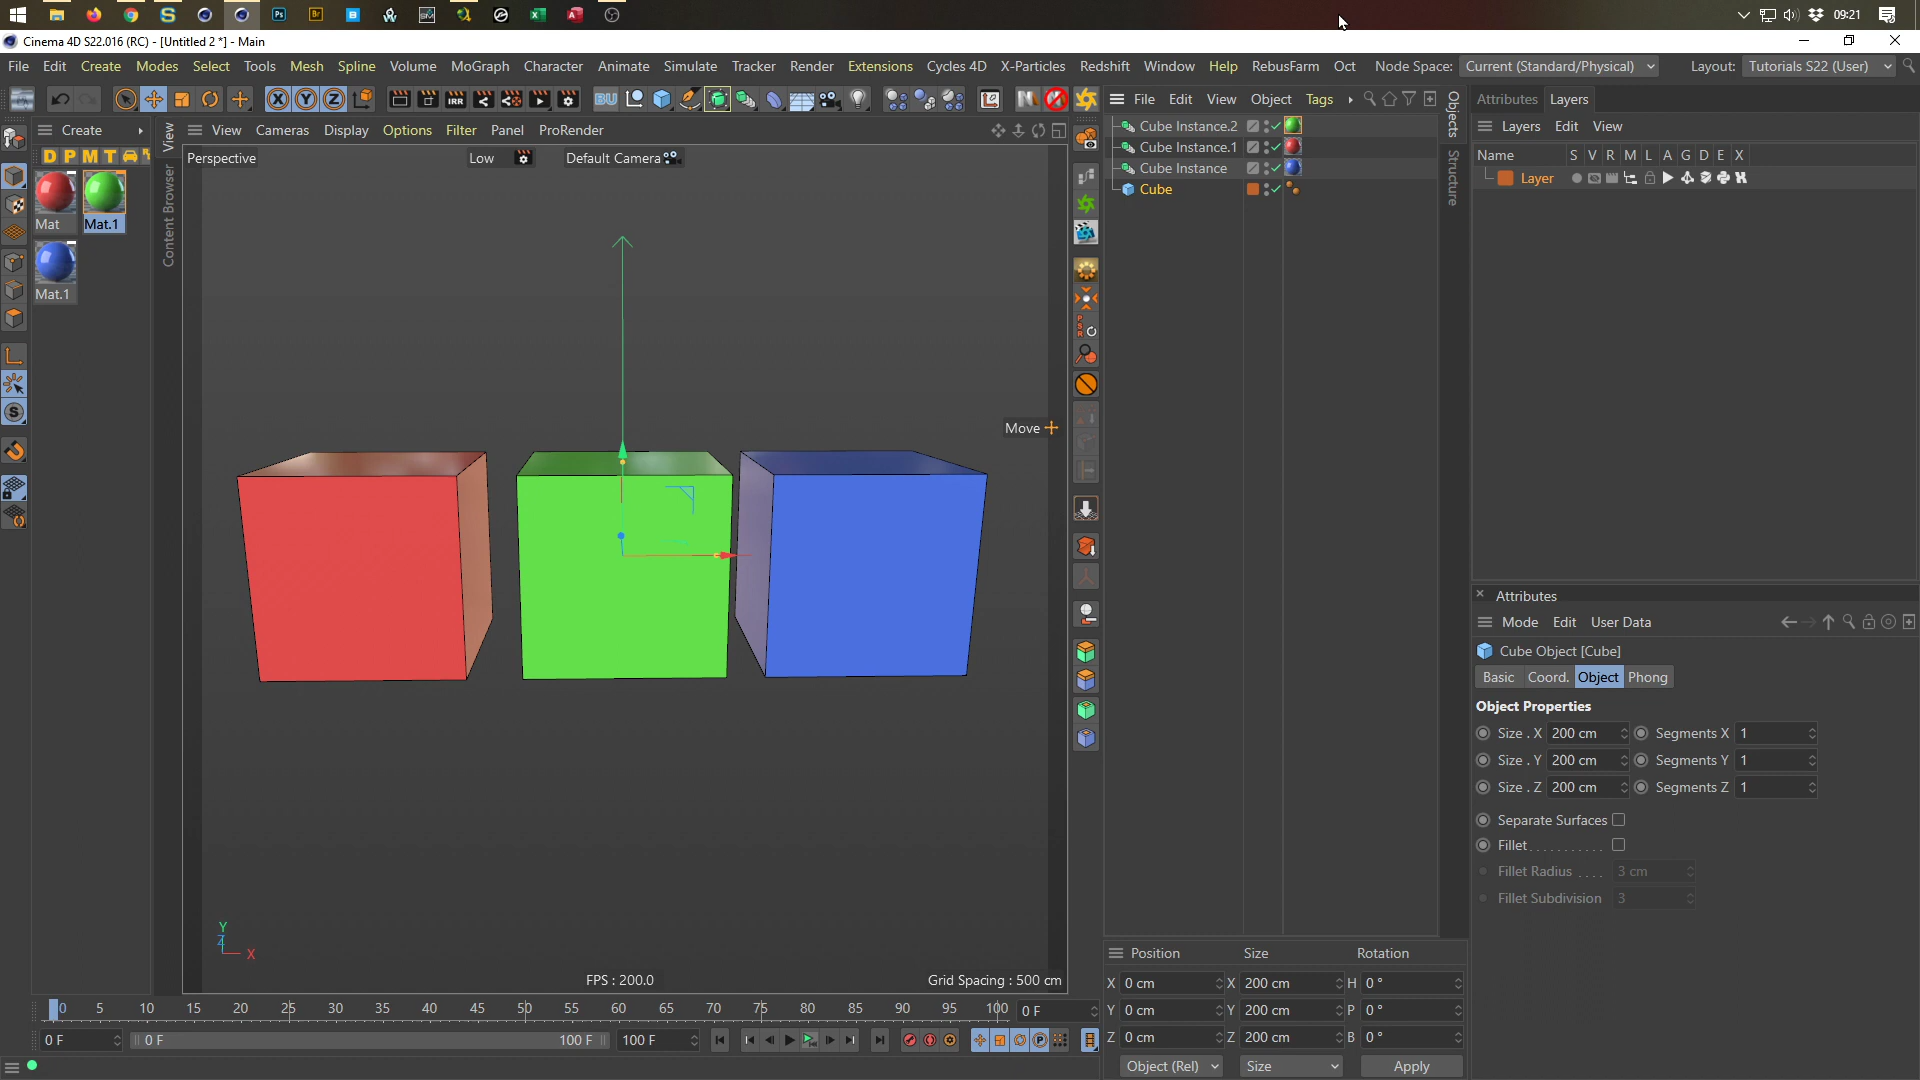 09:21
Cinema 4D S22.016 (RC) - [Untitled 2 *] - Main
File Edit Create Modes Select Tools Mesh Spline Volume MoGraph Character Animate Simulate Tracker Render Extensions Cycles 4D X-Particles Redshift Window Help RebusFarm Oct Node Space: Current (Standard/Physical) Layout: Tutorials S22 (User)
File Edit View Object Tags
Attributes Layers
Create
View Cameras Display Options Filter Panel ProRender
Layers Edit View
D P M T
Perspective Low Default Camera
View
Content Browser
Objects
Structure
Mat Mat.1
Mat.1
Cube Instance.2
Cube Instance.1
Cube Instance
Cube
Name S V R M L A G D E X
Layer
Move
Y
Z
X
FPS : 200.0
Grid Spacing : 500 cm
Attributes
Mode Edit User Data
Cube Object [Cube]
Basic Coord. Object Phong
Object Properties
Size . X 200 cm Segments X 1
Size . Y 200 cm Segments Y 1
Size . Z 200 cm Segments Z 1
Separate Surfaces
Fillet
Fillet Radius 3 cm
Fillet Subdivision 3
Position Size Rotation
X 0 cm X 200 cm H 0 °
Y 0 cm Y 200 cm P 0 °
Z 0 cm Z 200 cm B 0 °
Object (Rel) Size Apply
0 5 10 15 20 25 30 35 40 45 50 55 60 65 70 75 80 85 90 95 100 0 F
0 F 0 F 100 F 100 F